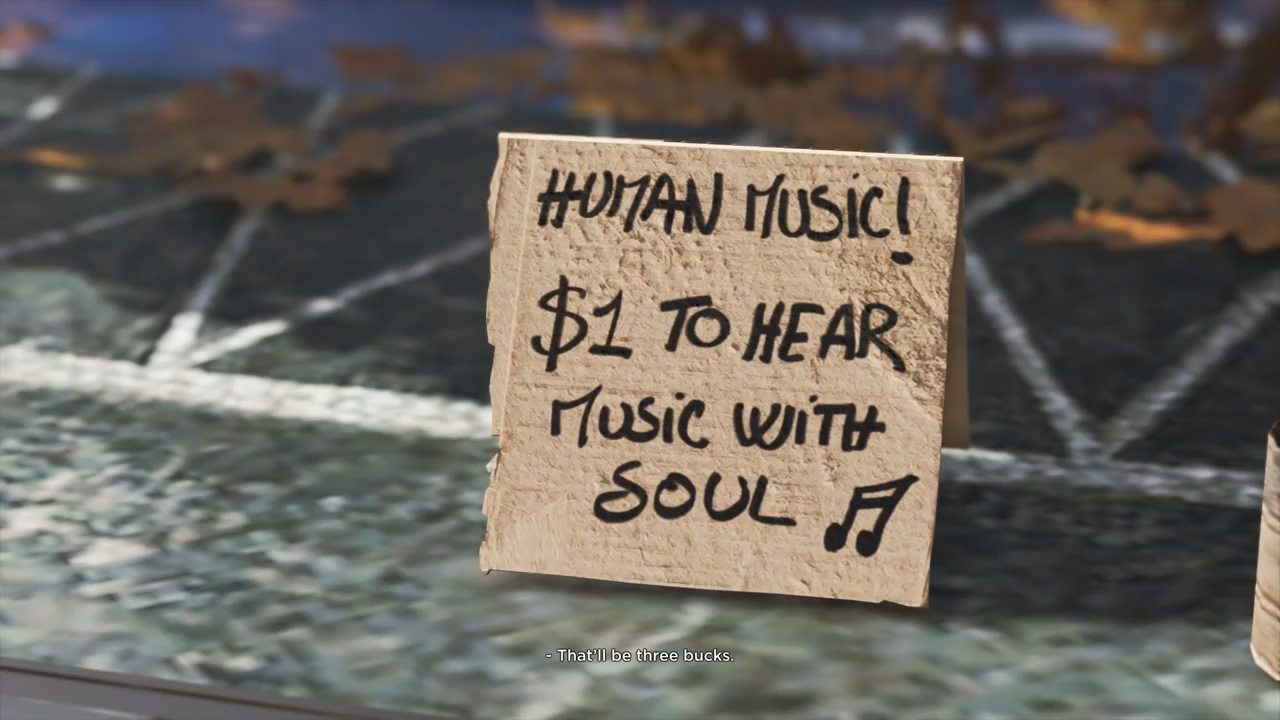 HUMAN MUSIC!
$1 TO HEAR
MUSIC WITH
SOUL
- That'll be three bucks.